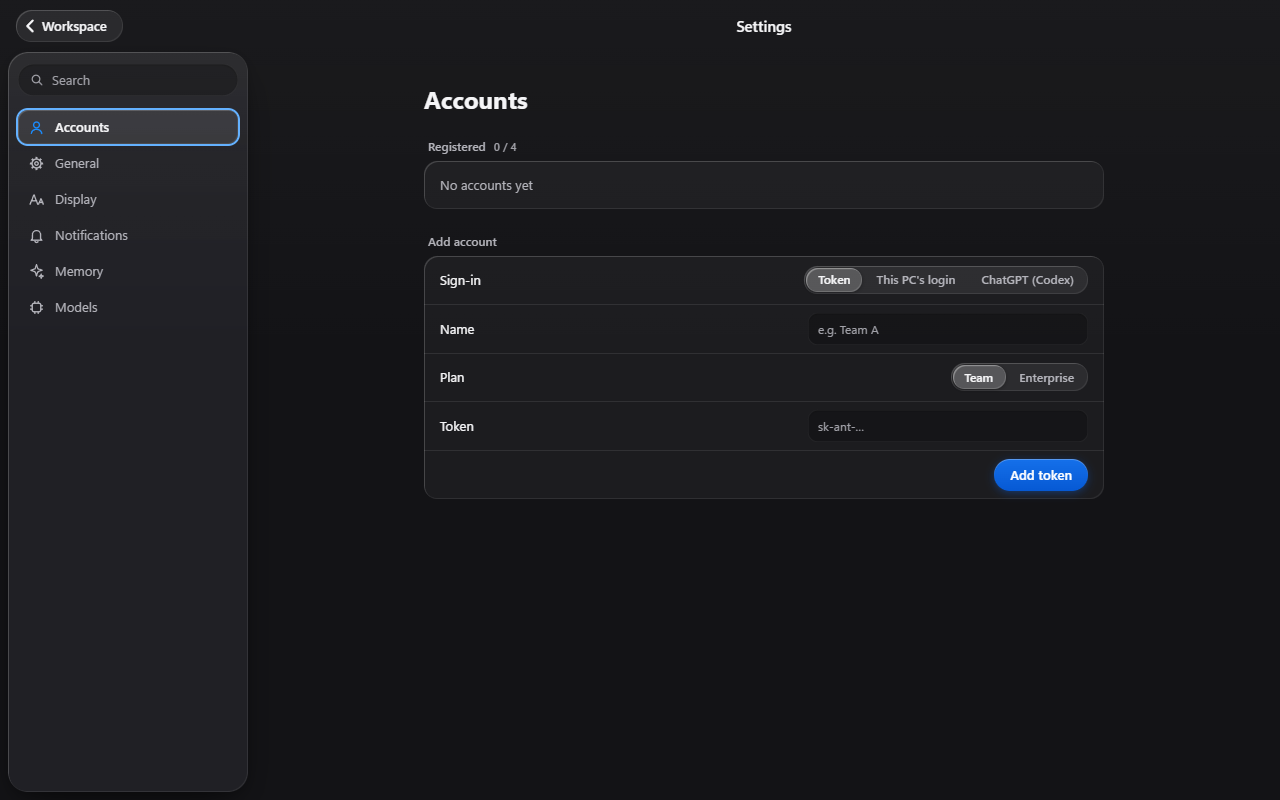 Workspace
Settings
Search
Accounts
General
Display
Notifications
Memory
Models
Accounts
Registered 0 / 4
No accounts yet
Add account
Sign-in Token This PC's login ChatGPT (Codex)
Name e.g. Team A
Plan Team Enterprise
Token sk-ant-...
Add token